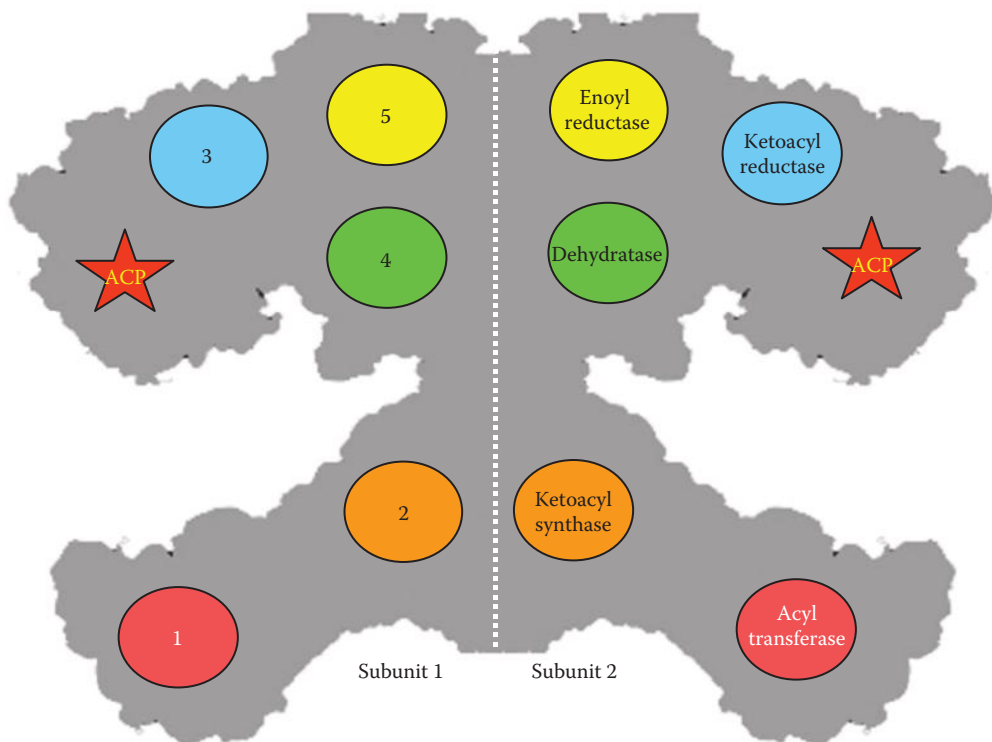 5
Enoyl
reductase
3
Ketoacyl
reductase
4
Dehydratase
ACP
ACP
2
Ketoacyl
synthase
1
Acyl
transferase
Subunit 1
Subunit 2